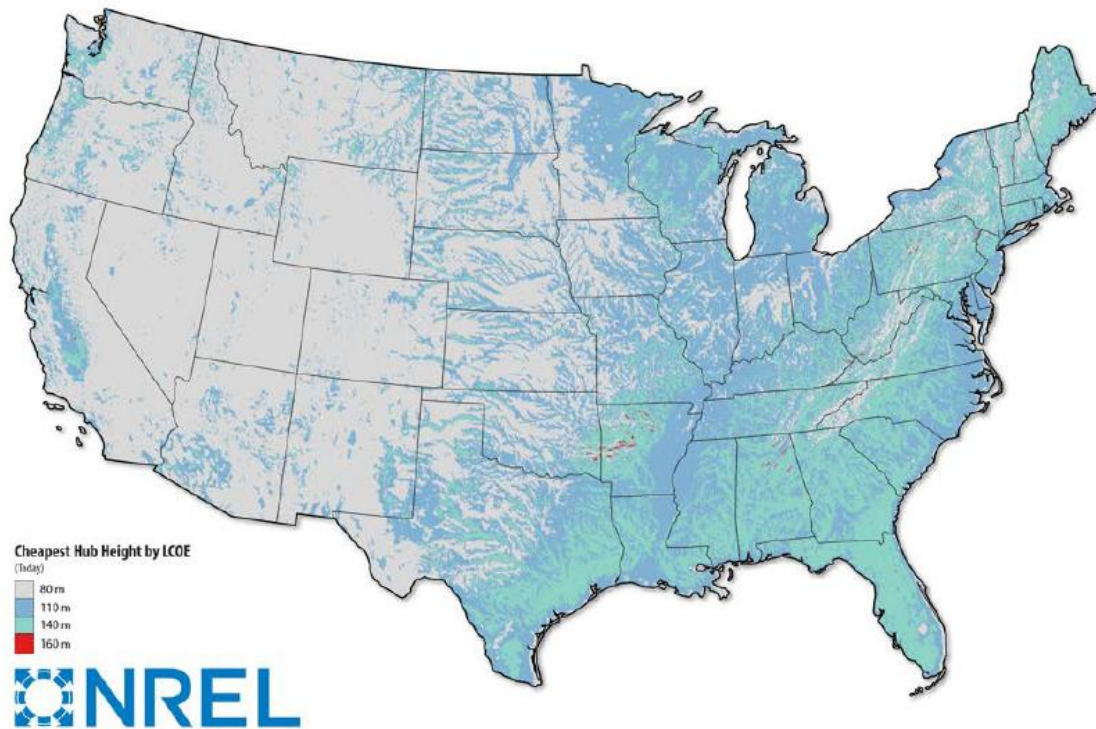 Cheapest Hub Height by LCOE
(Today)
80 m
110 m
140 m
160 m
NREL